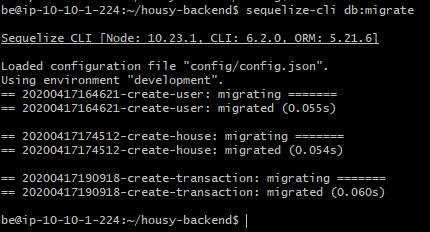 be@ip-10-10-1-224:~/housy-backend$ sequelize-cli db:migrate
Sequelize CLI [Node: 10.23.1, CLI: 6.2.0, ORM: 5.21.6]
Loaded configuration file "config/config.json".
Using environment "development".
== 20200417164621-create-user: migrating =======
== 20200417164621-create-user: migrated (0.055s)
== 20200417174512-create-house: migrating =======
== 20200417174512-create-house: migrated (0.054s)
== 20200417190918-create-transaction: migrating =======
== 20200417190918-create-transaction: migrated (0.060s)
be@ip-10-10-1-224:~/housy-backend$